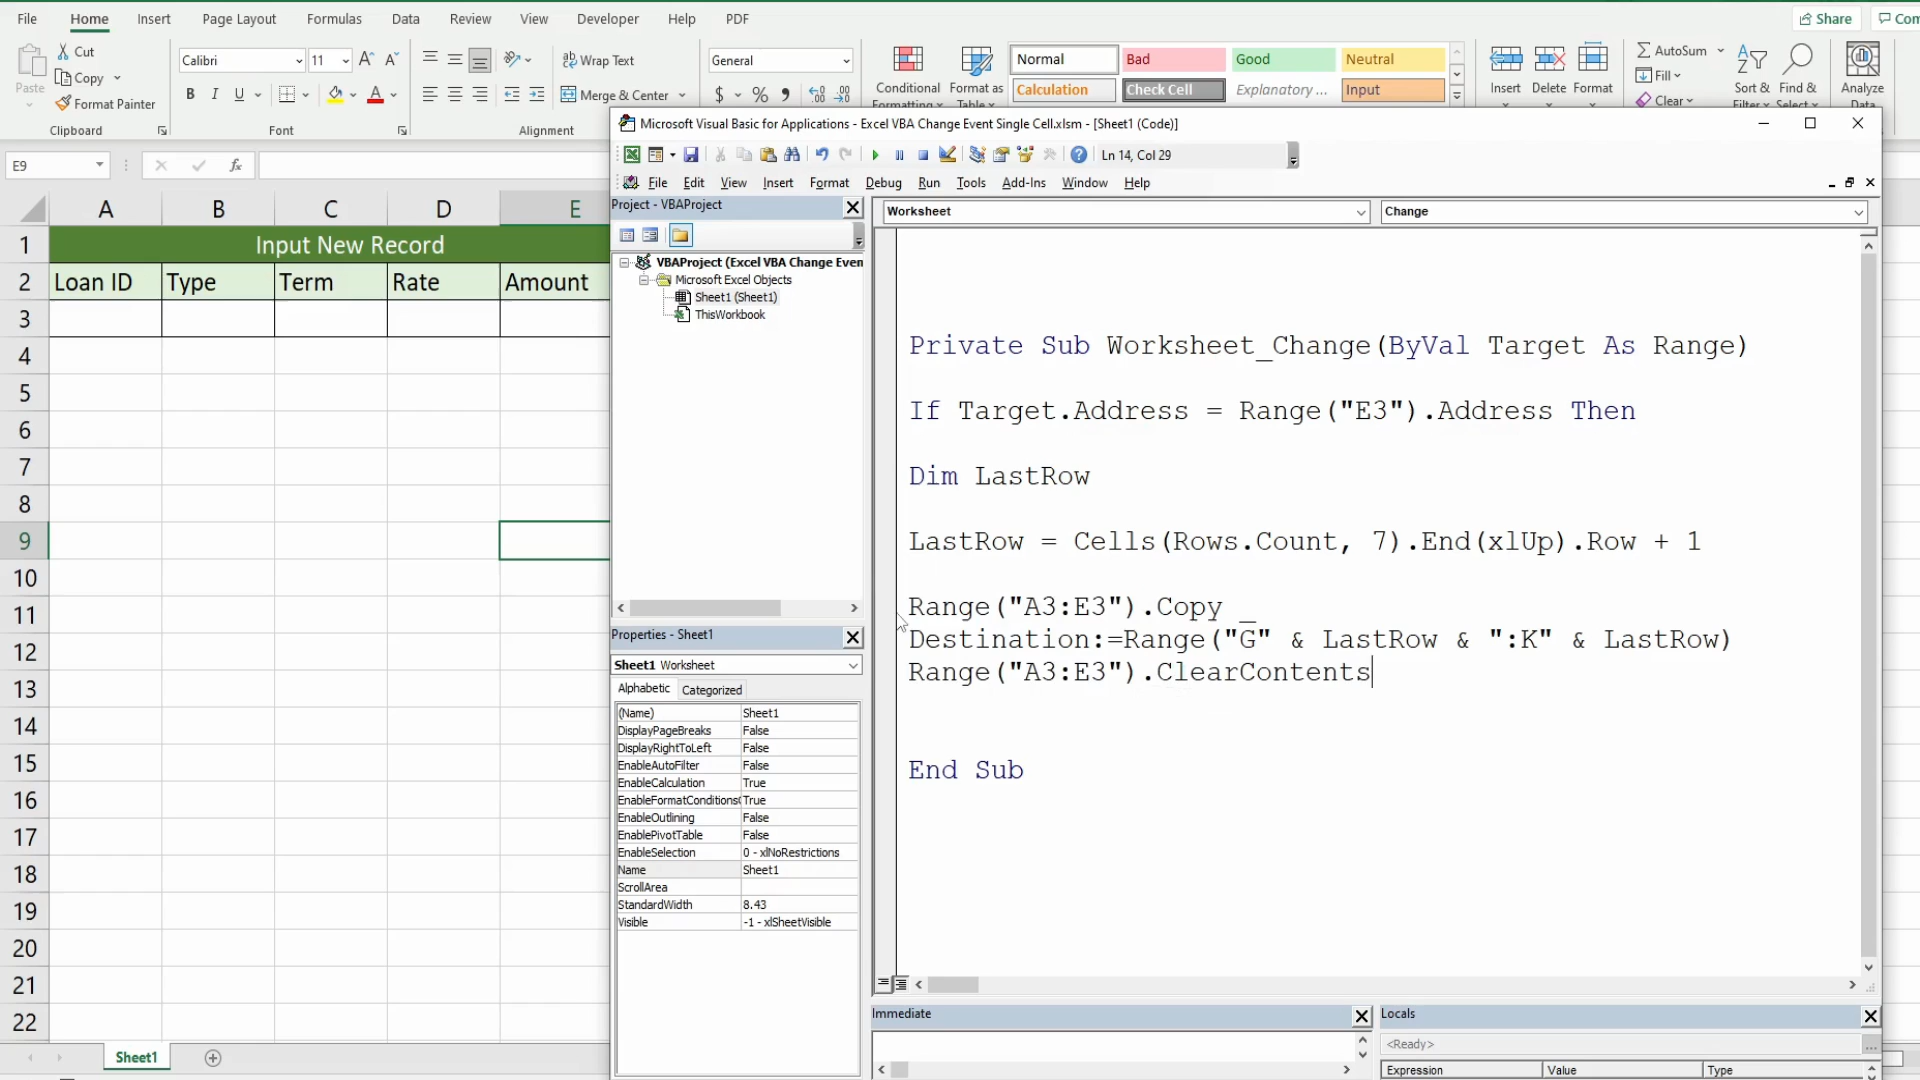 File Home Insert Page Layout Formulas Data Review View Developer Help PDF Share Com
Paste Cut Copy Format Painter Clipboard
Calibri 11 A A B I U A Font
Wrap Text Merge & Center Alignment
General $ % 9
Conditional Formatting Format as Table
Normal Bad Good Neutral
Calculation Check Cell Explanatory ... Input
Insert Delete Format
AutoSum Fill Clear Sort & Filter Find & Select Analyze Data
E9 fx
A B C D E
1 Input New Record
2 Loan ID Type Term Rate Amount
3
4
5
6
7
8
9
10
11
12
13
14
15
16
17
18
19
20
21
22
Sheet1
Microsoft Visual Basic for Applications - Excel VBA Change Event Single Cell.xlsm - [Sheet1 (Code)]
Ln 14, Col 29
File Edit View Insert Format Debug Run Tools Add-Ins Window Help
Project - VBAProject
VBAProject (Excel VBA Change Even
Microsoft Excel Objects
Sheet1 (Sheet1)
ThisWorkbook
Properties - Sheet1
Sheet1 Worksheet
Alphabetic Categorized
(Name) Sheet1
DisplayPageBreaks False
DisplayRightToLeft False
EnableAutoFilter False
EnableCalculation True
EnableFormatConditions True
EnableOutlining False
EnablePivotTable False
EnableSelection 0 - xlNoRestrictions
Name Sheet1
ScrollArea
StandardWidth 8.43
Visible -1 - xlSheetVisible
Worksheet Change
Private Sub Worksheet_Change(ByVal Target As Range)
If Target.Address = Range("E3").Address Then
Dim LastRow
LastRow = Cells(Rows.Count, 7).End(xlUp).Row + 1
Range("A3:E3").Copy _
Destination:=Range("G" & LastRow & ":K" & LastRow)
Range("A3:E3").ClearContents
End Sub
Immediate
Locals
<Ready> ...
Expression Value Type